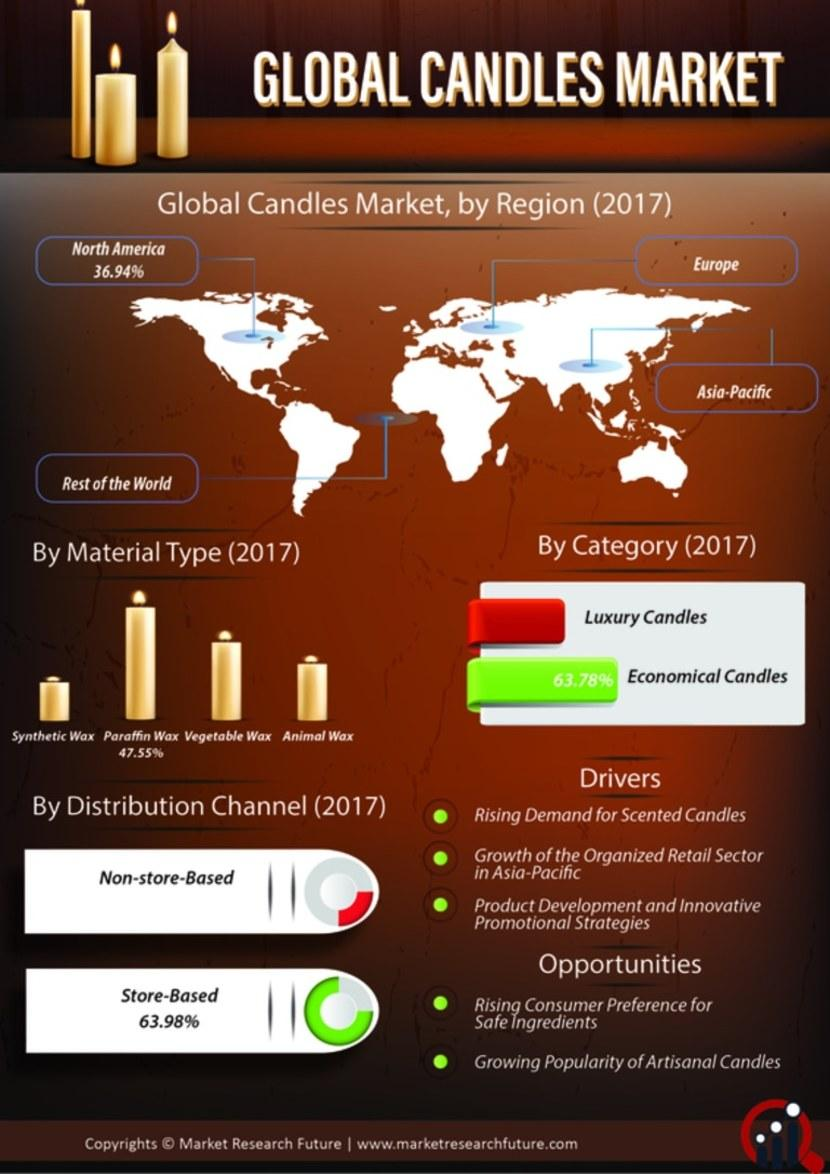 GLOBAL CANDLES MARKET
Global Candles Market, by Region (2017)
North America
36.94%
Europe
Asia-Pacific
Rest of the World
By Material Type (2017)
Synthetic Wax
Paraffin Wax
47.55%
Vegetable Wax
Animal Wax
By Category (2017)
Luxury Candles
63.78%
Economical Candles
By Distribution Channel (2017)
Non-store-Based
Store-Based
63.98%
Drivers
Rising Demand for Scented Candles
Growth of the Organized Retail Sector
in Asia-Pacific
Product Development and Innovative
Promotional Strategies
Opportunities
Rising Consumer Preference for
Safe Ingredients
Growing Popularity of Artisanal Candles
Copyrights © Market Research Future | www.marketresearchfuture.com